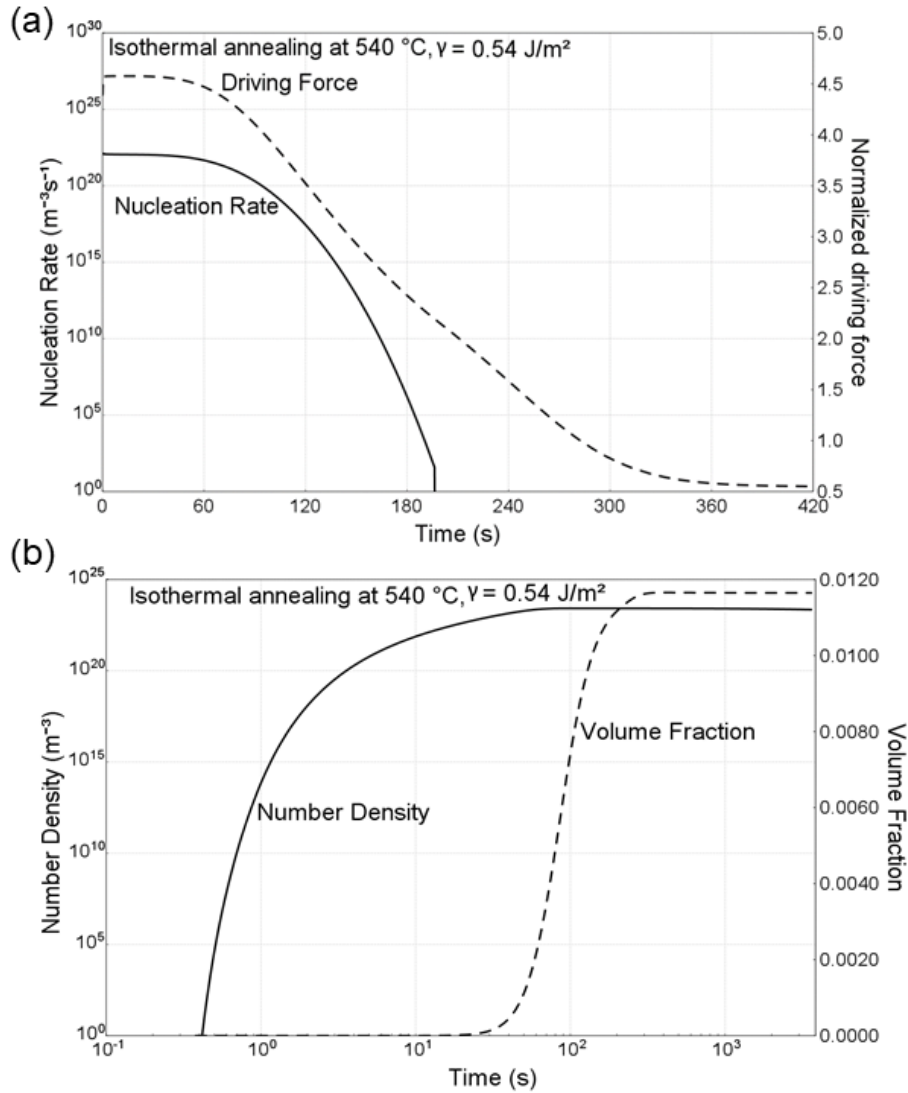 (a)
Isothermal annealing at 540 °C, γ = 0.54 J/m²
Driving Force
Nucleation Rate
Nucleation Rate (m⁻³s⁻¹)
10³⁰
10²⁵
10²⁰
10¹⁵
10¹⁰
10⁵
10⁰
5.0
4.5
4.0
3.5
3.0
2.5
2.0
1.5
1.0
0.5
Normalized driving force
0 60 120 180 240 300 360 420
Time (s)
(b)
Isothermal annealing at 540 °C, γ = 0.54 J/m²
Volume Fraction
Number Density
Number Density (m⁻³)
10²⁵
10²⁰
10¹⁵
10¹⁰
10⁵
10⁰
0.0120
0.0100
0.0080
0.0060
0.0040
0.0020
0.0000
Volume Fraction
10⁻¹ 10⁰ 10¹ 10² 10³
Time (s)